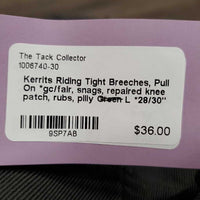 The Tack Collector
1006740-30
Kerrits Riding Tight Breeches, Pull
On *gc/fair, snags, repaired knee
patch, rubs, pilly Green L *28/30"
9SP7AB
$36.00